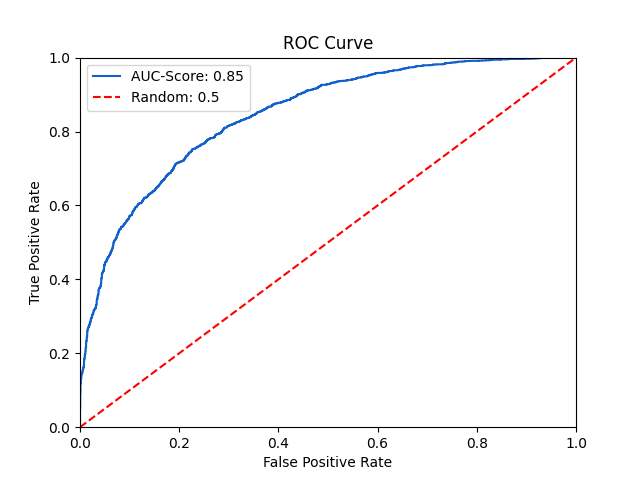 ROC Curve
AUC-Score: 0.85
Random: 0.5
True Positive Rate
1.0
0.8
0.6
0.4
0.2
0.0
0.0 0.2 0.4 0.6 0.8 1.0
False Positive Rate